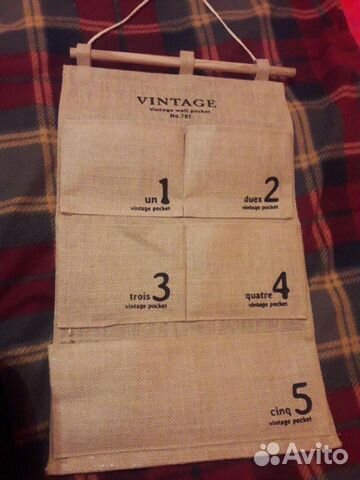 VINTAGE
Vintage wall pocket
No.701
un 1
vintage pocket
duex 2
vintage pocket
trois 3
vintage pocket
quatre 4
vintage pocket
cinq 5
vintage pocket
Avito